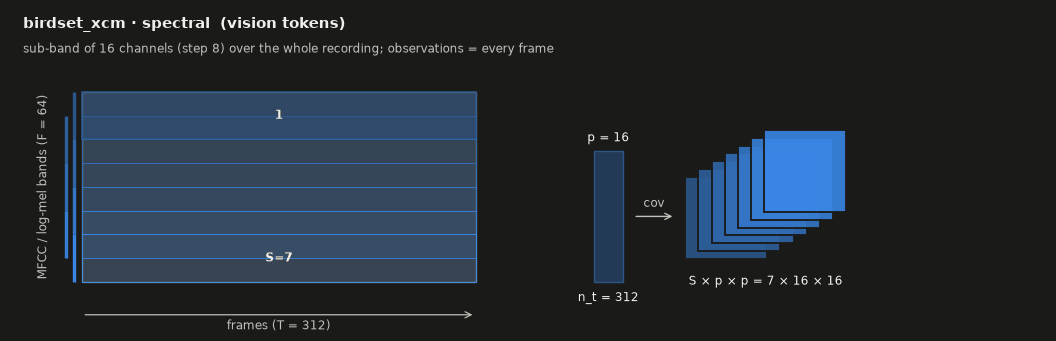 birdset_xcm · spectral  (vision tokens)
sub-band of 16 channels (step 8) over the whole recording; observations = every frame
MFCC / log-mel bands (F = 64)
1
S=7
frames (T = 312)
p = 16
n_t = 312
cov
S × p × p = 7 × 16 × 16